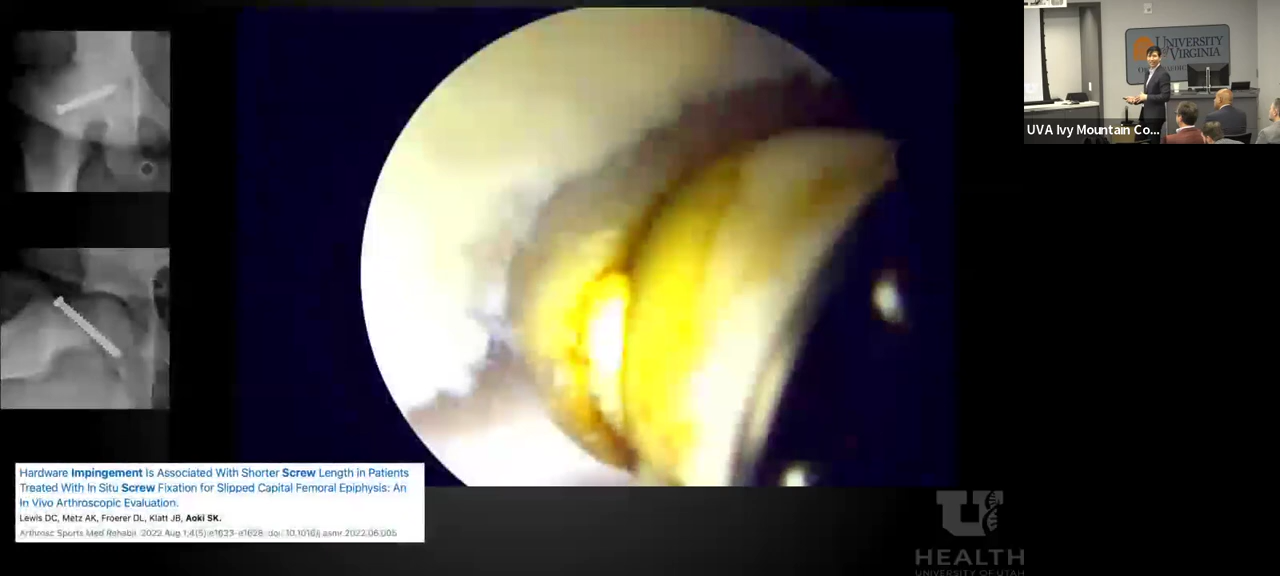 UNIVERSITY
of VIRGINIA
UVA Ivy Mountain Co...
Hardware Impingement Is Associated With Shorter Screw Length in Patients
Treated With In Situ Screw Fixation for Slipped Capital Femoral Epiphysis: An
In Vivo Arthroscopic Evaluation.
Lewis DC, Metz AK, Froerer DL, Klatt JB, Aoki SK.
Arthrosc Sports Med Rehabil. 2022 Aug 1;4(5):e1623-e1628. doi: 10.1016/j.asmr.2022.06.005
U
HEALTH
UNIVERSITY OF UTAH